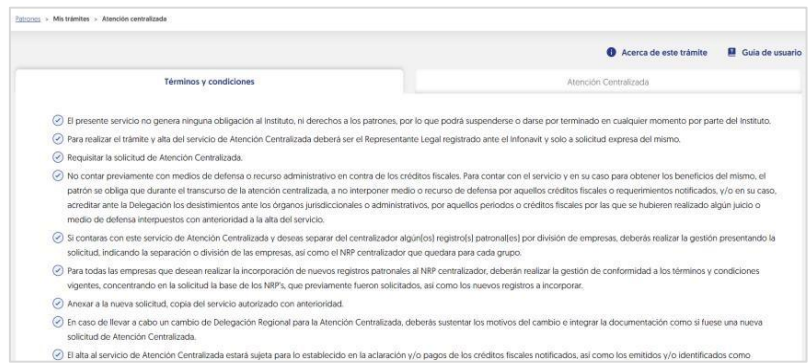 Patrones > Mis trámites > Atención centralizada
Acerca de este trámite Guía de usuario
Términos y condiciones Atención Centralizada
El presente servicio no genera ninguna obligación al Instituto, ni derechos a los patrones, por lo que podrá suspenderse o darse por terminado en cualquier momento por parte del Instituto.
Para realizar el trámite y alta del servicio de Atención Centralizada deberá ser el Representante Legal registrado ante el Infonavit y solo a solicitud expresa del mismo.
Requisitar la solicitud de Atención Centralizada.
No contar previamente con medios de defensa o recurso administrativo en contra de los créditos fiscales. Para contar con el servicio y en su caso para obtener los beneficios del mismo, el
patrón se obliga que durante el transcurso de la atención centralizada, a no interponer medio o recurso de defensa por aquellos créditos fiscales o requerimientos notificados, y/o en su caso,
acreditar ante la Delegación los desistimientos ante los órganos jurisdiccionales o administrativos, por aquellos periodos o créditos fiscales por las que se hubieren realizado algún juicio o
medio de defensa interpuestos con anterioridad a la alta del servicio.
Si contaras con este servicio de Atención Centralizada y deseas separar del centralizador algún[os] registro[s] patronal[es] por división de empresas, deberás realizar la gestión presentando la
solicitud, indicando la separación o división de las empresas, así como el NRP centralizador que quedara para cada grupo.
Para todas las empresas que desean realizar la incorporación de nuevos registros patronales al NRP centralizador, deberán realizar la gestión de conformidad a los términos y condiciones
vigentes, concentrando en la solicitud la base de los NRP's, que previamente fueron solicitados, así como los nuevos registros a incorporar.
Anexar a la nueva solicitud, copia del servicio autorizado con anterioridad.
En caso de llevar a cabo un cambio de Delegación Regional para la Atención Centralizada, deberás sustentar los motivos del cambio e integrar la documentación como si fuese una nueva
solicitud de Atención Centralizada.
El alta al servicio de Atención Centralizada estará sujeta para lo establecido en la aclaración y/o pagos de los créditos fiscales notificados, así como los emitidos y/o identificados como